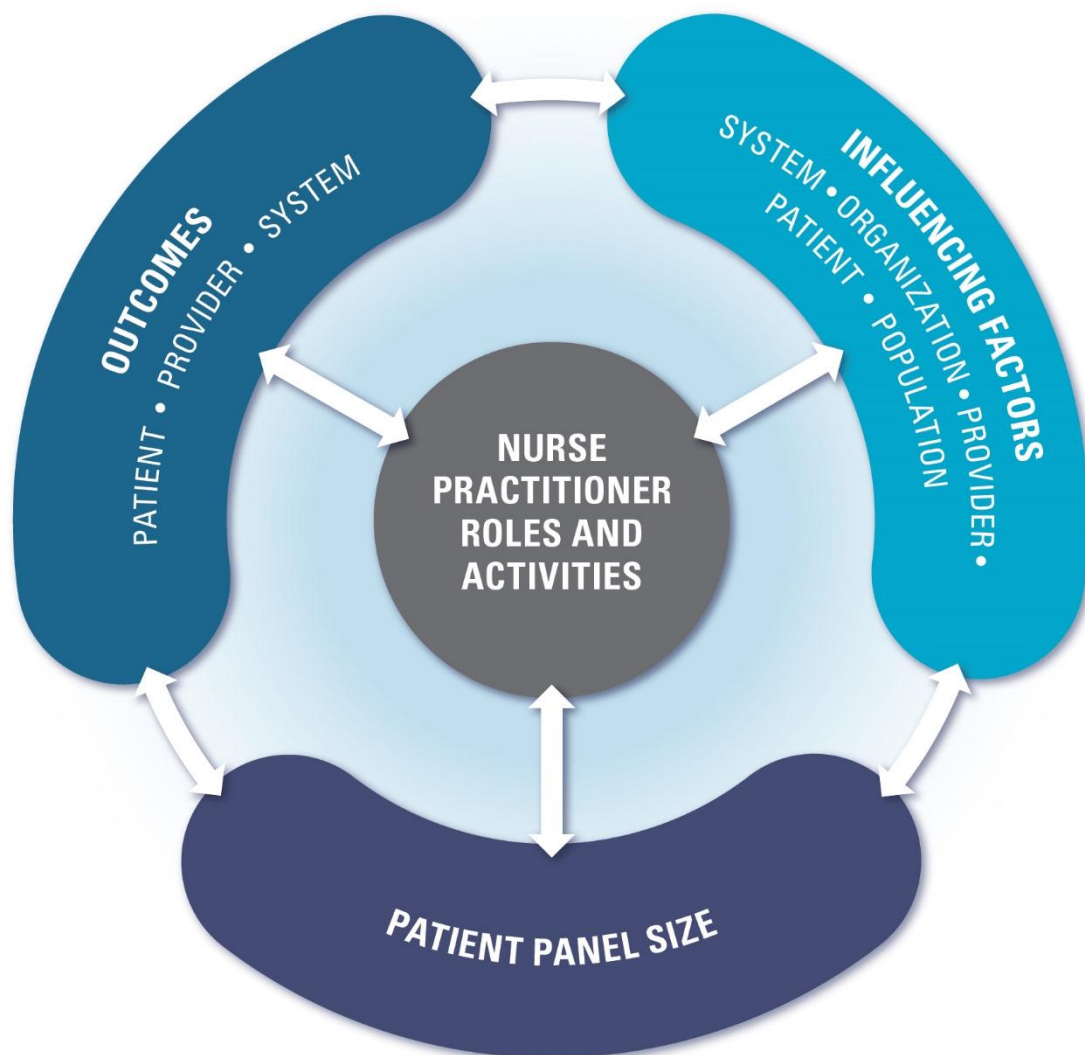 OUTCOMES
PATIENT • PROVIDER • SYSTEM
INFLUENCING FACTORS
SYSTEM • ORGANIZATION • PROVIDER •
PATIENT • POPULATION
NURSE
PRACTITIONER
ROLES AND
ACTIVITIES
PATIENT PANEL SIZE